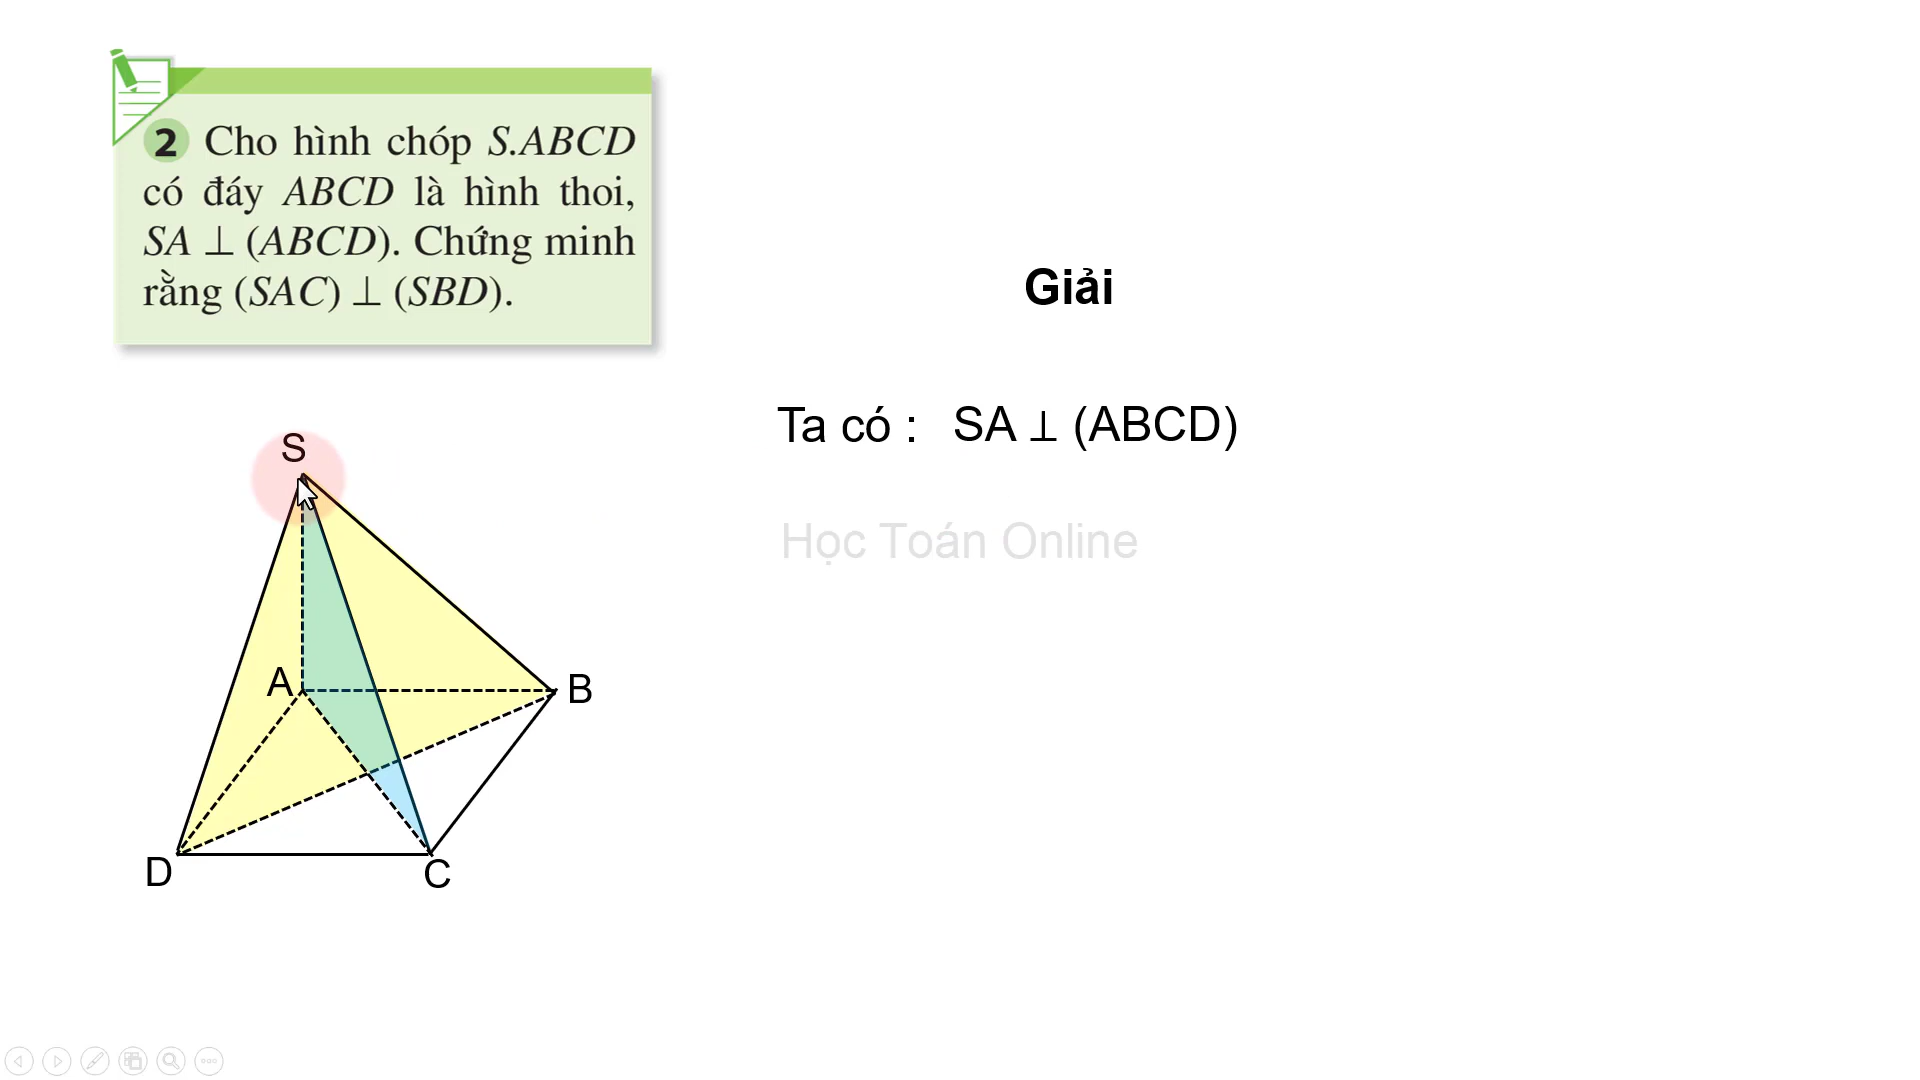 2 Cho hình chóp S.ABCD
có đáy ABCD là hình thoi,
SA ⊥ (ABCD). Chứng minh
rằng (SAC) ⊥ (SBD).
Giải
Ta có : SA ⊥ (ABCD)
Học Toán Online
S
A
B
D
C